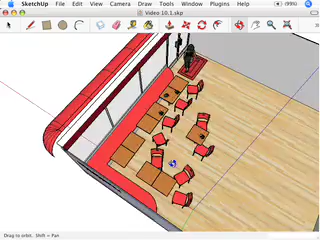 SketchUp File Edit View Camera Draw Tools Window Plugins Help (99%)
Video 10.1.skp
Drag to orbit. Shift = Pan